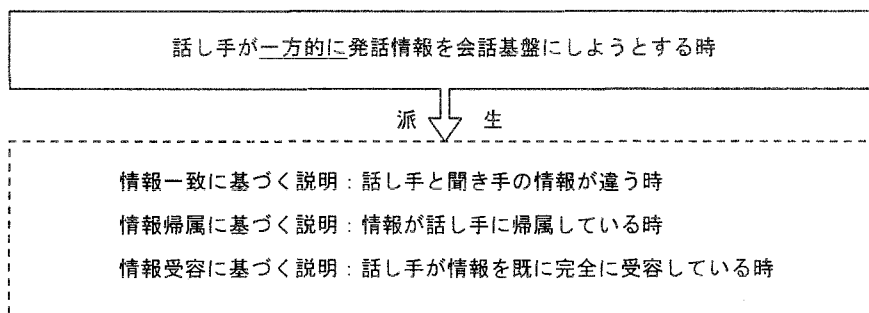 話し手が一方的に発話情報を会話基盤にしようとする時
派 生
情報一致に基づく説明：話し手と聞き手の情報が違う時
情報帰属に基づく説明：情報が話し手に帰属している時
情報受容に基づく説明：話し手が情報を既に完全に受容している時